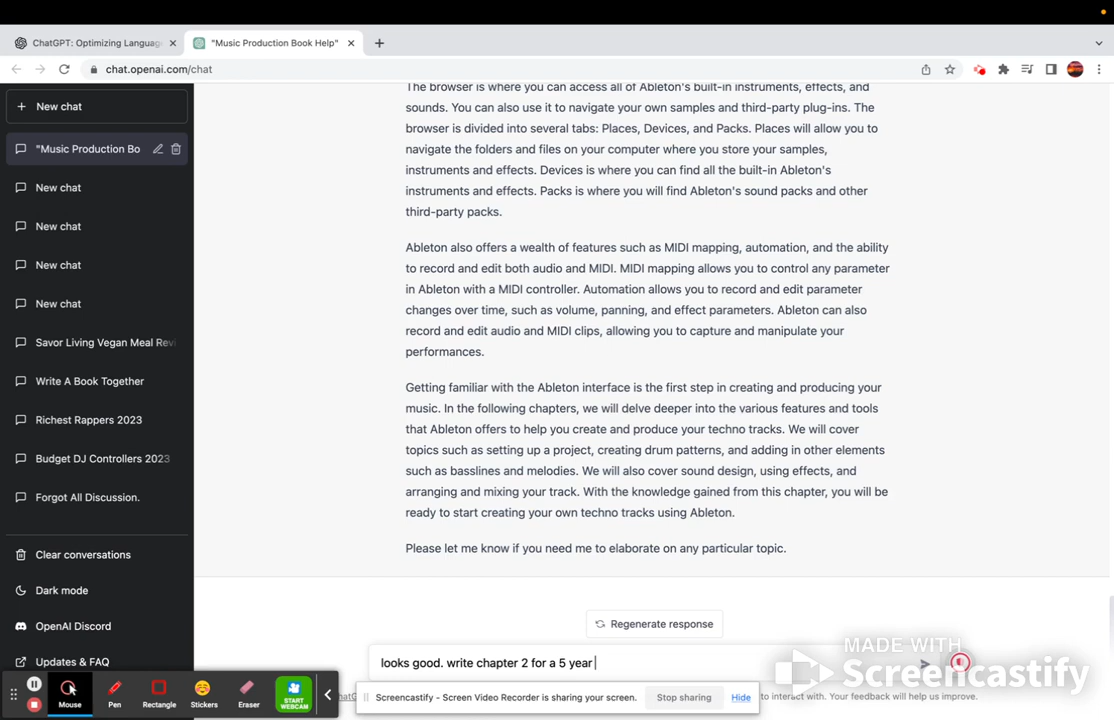 ChatGPT: Optimizing Languag
"Music Production Book Help"
chat.openai.com/chat
New chat
"Music Production Bo
New chat
New chat
New chat
New chat
Savor Living Vegan Meal Revi
Write A Book Together
Richest Rappers 2023
Budget DJ Controllers 2023
Forgot All Discussion.
Clear conversations
Dark mode
OpenAI Discord
Updates & FAQ
The browser is where you can access all of Ableton's built-in instruments, effects, and
sounds. You can also use it to navigate your own samples and third-party plug-ins. The
browser is divided into several tabs: Places, Devices, and Packs. Places will allow you to
navigate the folders and files on your computer where you store your samples,
instruments and effects. Devices is where you can find all the built-in Ableton's
instruments and effects. Packs is where you will find Ableton's sound packs and other
third-party packs.
Ableton also offers a wealth of features such as MIDI mapping, automation, and the ability
to record and edit both audio and MIDI. MIDI mapping allows you to control any parameter
in Ableton with a MIDI controller. Automation allows you to record and edit parameter
changes over time, such as volume, panning, and effect parameters. Ableton can also
record and edit audio and MIDI clips, allowing you to capture and manipulate your
performances.
Getting familiar with the Ableton interface is the first step in creating and producing your
music. In the following chapters, we will delve deeper into the various features and tools
that Ableton offers to help you create and produce your techno tracks. We will cover
topics such as setting up a project, creating drum patterns, and adding in other elements
such as basslines and melodies. We will also cover sound design, using effects, and
arranging and mixing your track. With the knowledge gained from this chapter, you will be
ready to start creating your own techno tracks using Ableton.
Please let me know if you need me to elaborate on any particular topic.
Regenerate response
looks good. write chapter 2 for a 5 year
MADE WITH
Screencastify
Screencastify - Screen Video Recorder is sharing your screen.
Stop sharing
Hide
to interact with. Your feedback will help us improve.
Mouse
Pen
Rectangle
Stickers
Eraser
START
WEBCAM